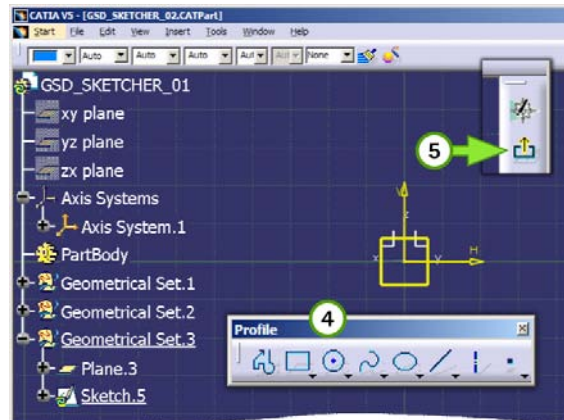 CATIA V5 - [GSD_SKETCHER_02.CATPart]
Start File Edit View Insert Tools Window Help
Auto Auto Auto Aut Aut None
GSD_SKETCHER_01
xy plane
yz plane
zx plane
Axis Systems
Axis System.1
PartBody
Geometrical Set.1
Geometrical Set.2
Geometrical Set.3
Plane.3
Sketch.5
5
V
z
H
x
y
4
Profile